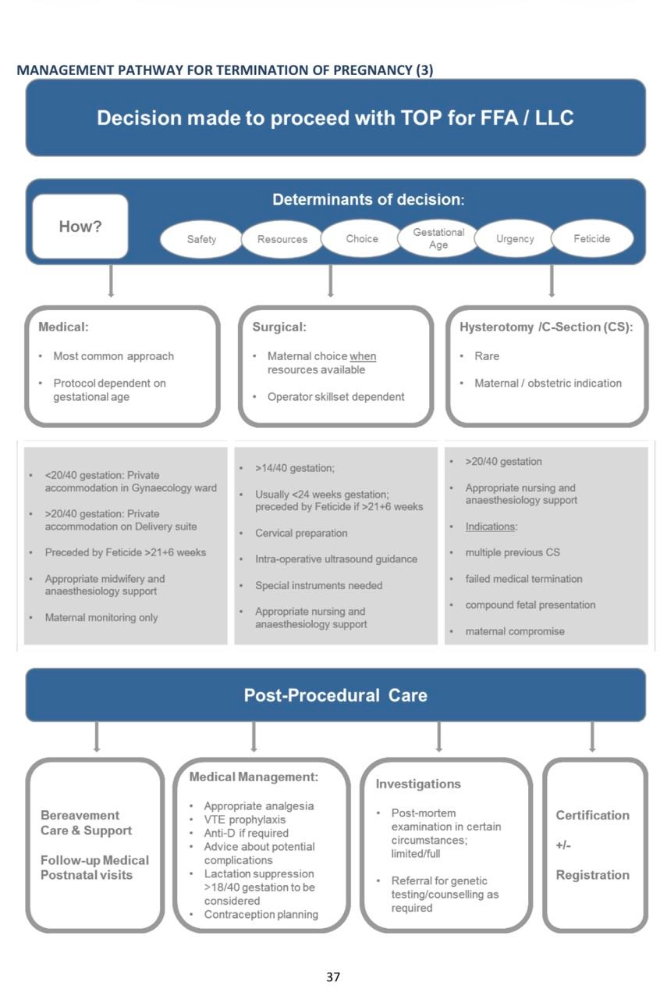 MANAGEMENT PATHWAY FOR TERMINATION OF PREGNANCY (3)
Decision made to proceed with TOP for FFA / LLC
How?
Determinants of decision:
Safety
Resources
Choice
Gestational
Age
Urgency
Feticide
Medical:
• Most common approach
• Protocol dependent on
gestational age
Surgical:
• Maternal choice when
resources available
• Operator skillset dependent
Hysterotomy /C-Section (CS):
• Rare
• Maternal / obstetric indication
• <20/40 gestation: Private
accommodation in Gynaecology ward
• >20/40 gestation: Private
accommodation on Delivery suite
• Preceded by Feticide >21+6 weeks
• Appropriate midwifery and
anaesthesiology support
• Maternal monitoring only
• >14/40 gestation;
• Usually <24 weeks gestation;
preceded by Feticide if >21+6 weeks
• Cervical preparation
• Intra-operative ultrasound guidance
• Special instruments needed
• Appropriate nursing and
anaesthesiology support
• >20/40 gestation
• Appropriate nursing and
anaesthesiology support
• Indications:
• multiple previous CS
• failed medical termination
• compound fetal presentation
• maternal compromise
Post-Procedural Care
Bereavement
Care & Support
Follow-up Medical
Postnatal visits
Medical Management:
• Appropriate analgesia
• VTE prophylaxis
• Anti-D if required
• Advice about potential
complications
• Lactation suppression
>18/40 gestation to be
considered
• Contraception planning
Investigations
• Post-mortem
examination in certain
circumstances;
limited/full
• Referral for genetic
testing/counselling as
required
Certification
+/-
Registration
37